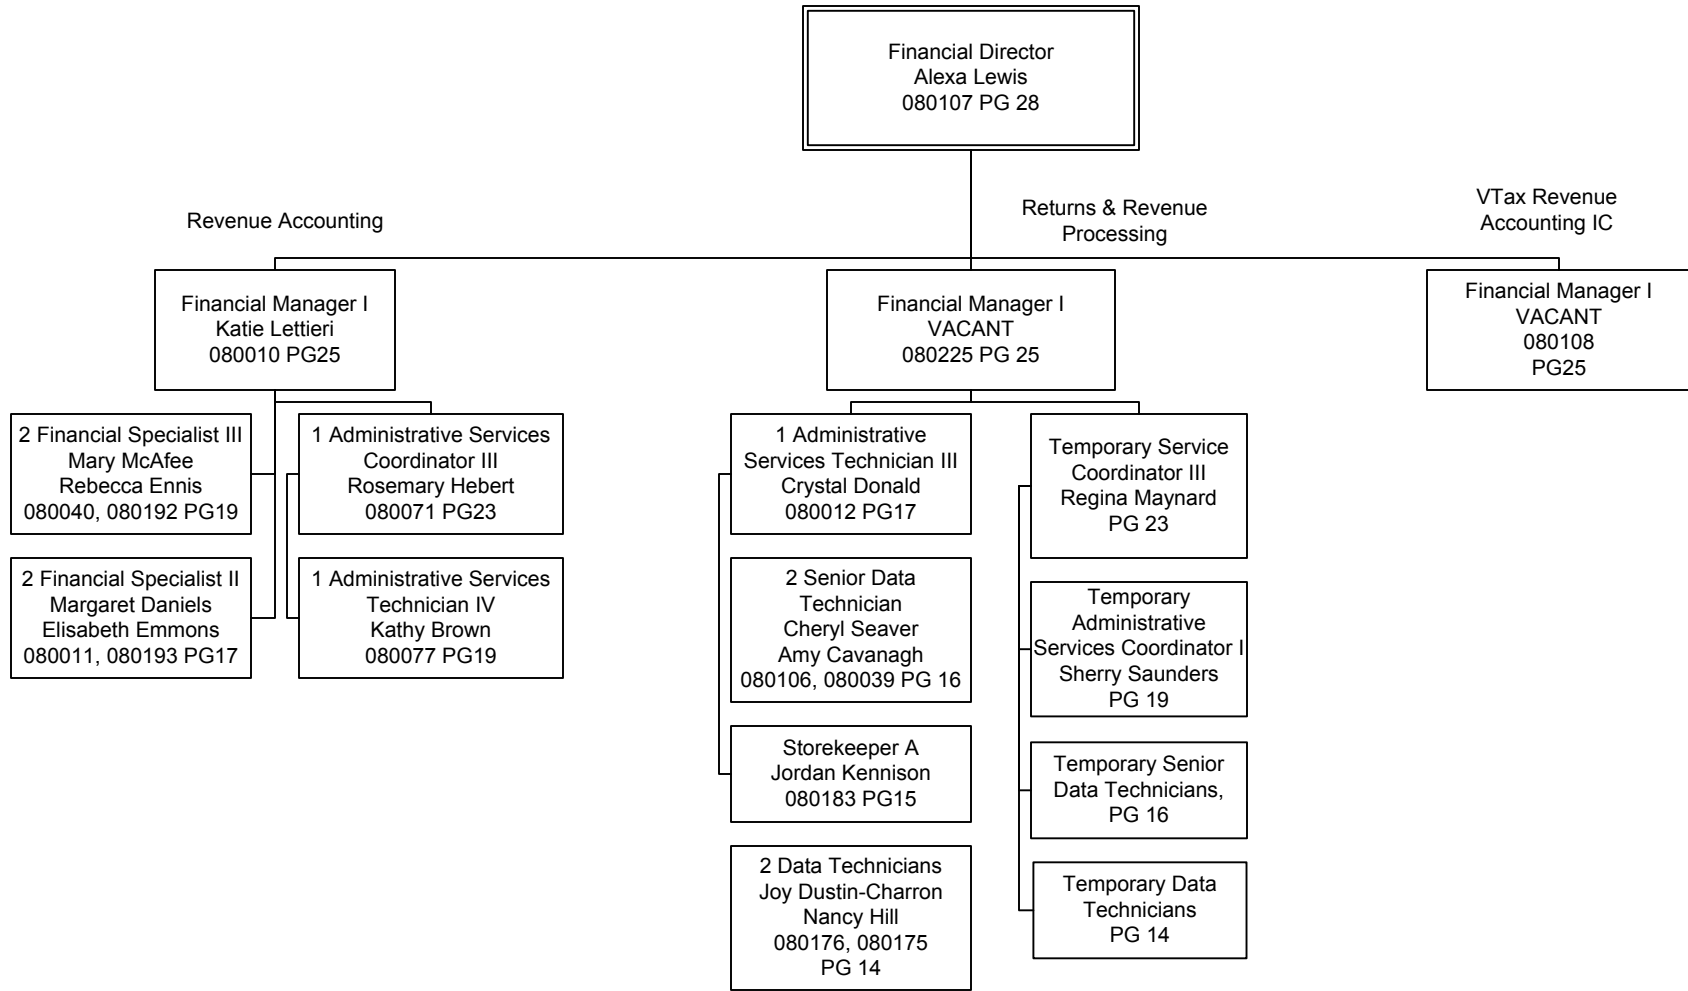 Financial Director
Alexa Lewis
080107 PG 28
Revenue Accounting
Returns & Revenue
Processing
VTax Revenue
Accounting IC
Financial Manager I
Katie Lettieri
080010 PG25
Financial Manager I
VACANT
080225 PG 25
Financial Manager I
VACANT
080108
PG25
2 Financial Specialist III
Mary McAfee
Rebecca Ennis
080040, 080192 PG19
1 Administrative Services
Coordinator III
Rosemary Hebert
080071 PG23
2 Financial Specialist II
Margaret Daniels
Elisabeth Emmons
080011, 080193 PG17
1 Administrative Services
Technician IV
Kathy Brown
080077 PG19
1 Administrative
Services Technician III
Crystal Donald
080012 PG17
2 Senior Data
Technician
Cheryl Seaver
Amy Cavanagh
080106, 080039 PG 16
Storekeeper A
Jordan Kennison
080183 PG15
2 Data Technicians
Joy Dustin-Charron
Nancy Hill
080176, 080175
PG 14
Temporary Service
Coordinator III
Regina Maynard
PG 23
Temporary
Administrative
Services Coordinator I
Sherry Saunders
PG 19
Temporary Senior
Data Technicians,
PG 16
Temporary Data
Technicians
PG 14